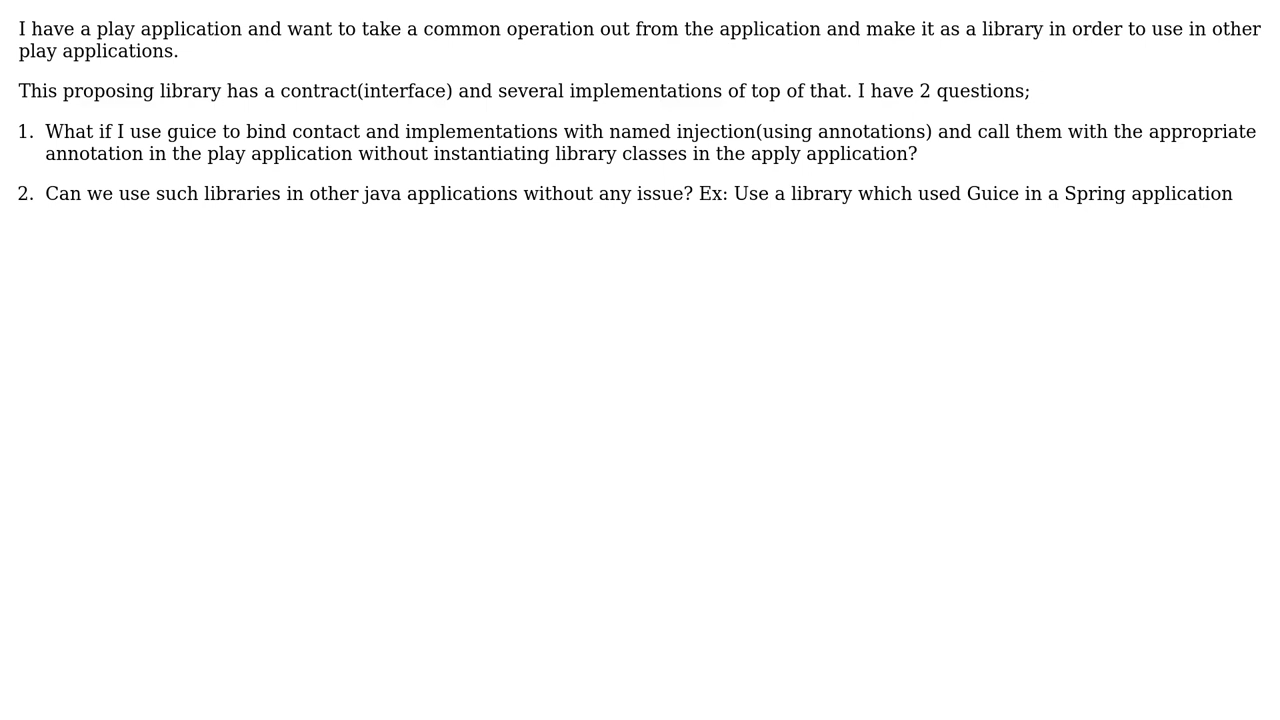 I have a play application and want to take a common operation out from the application and make it as a library in order to use in other
play applications.
This proposing library has a contract(interface) and several implementations of top of that. I have 2 questions;
1. What if I use guice to bind contact and implementations with named injection(using annotations) and call them with the appropriate
annotation in the play application without instantiating library classes in the apply application?
2. Can we use such libraries in other java applications without any issue? Ex: Use a library which used Guice in a Spring application